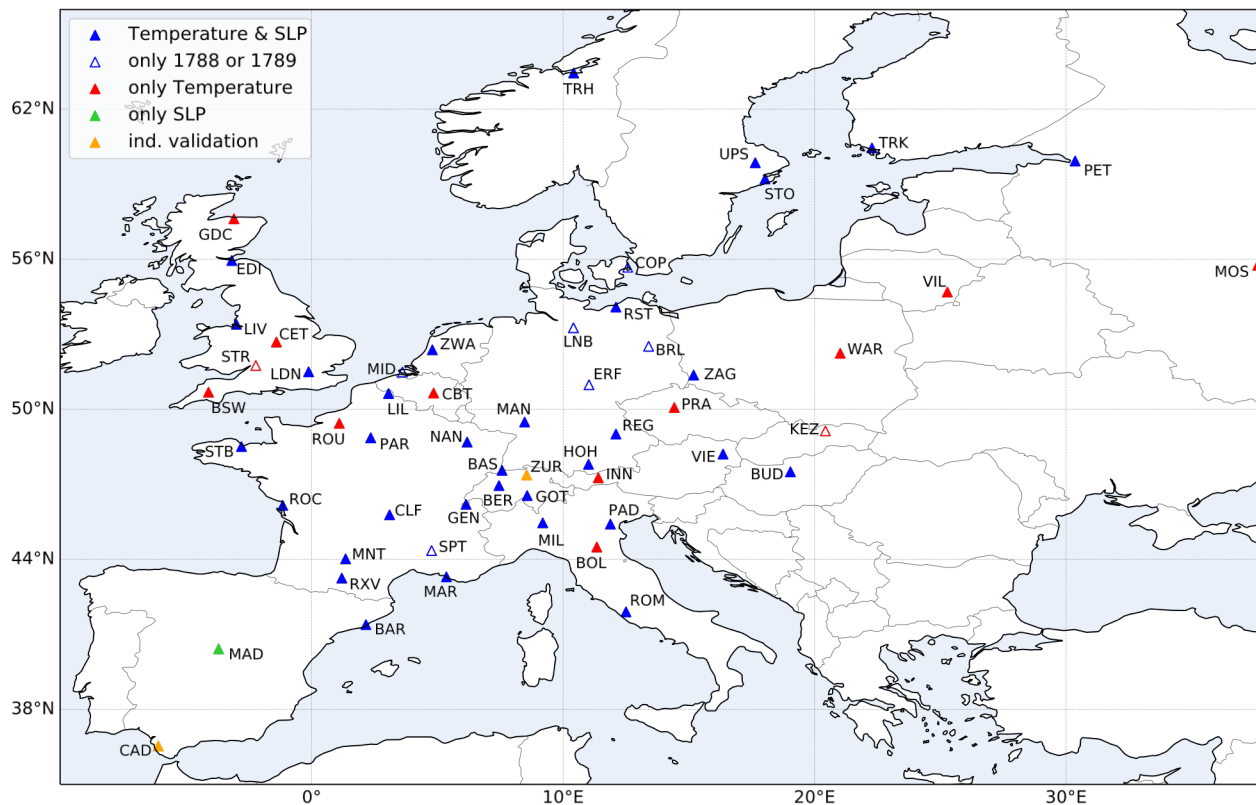 Temperature & SLP
only 1788 or 1789
only Temperature
only SLP
ind. validation
TRH
62°N
UPS
TRK
STO
PET
GDC
56°N
EDI
COP
MOS
VIL
RST
LIV
CET
LNB
ZWA
BRL
WAR
STR
LDN
MID
ERF
ZAG
BSW
LIL
CBT
50°N
ROU
PAR
MAN
PRA
NAN
REG
KEZ
STB
HOH
VIE
BAS
ZUR
INN
BUD
BER
GOT
ROC
CLF
GEN
PAD
MIL
SPT
BOL
44°N
MNT
RXV
MAR
ROM
BAR
MAD
38°N
CAD
0°
10°E
20°E
30°E